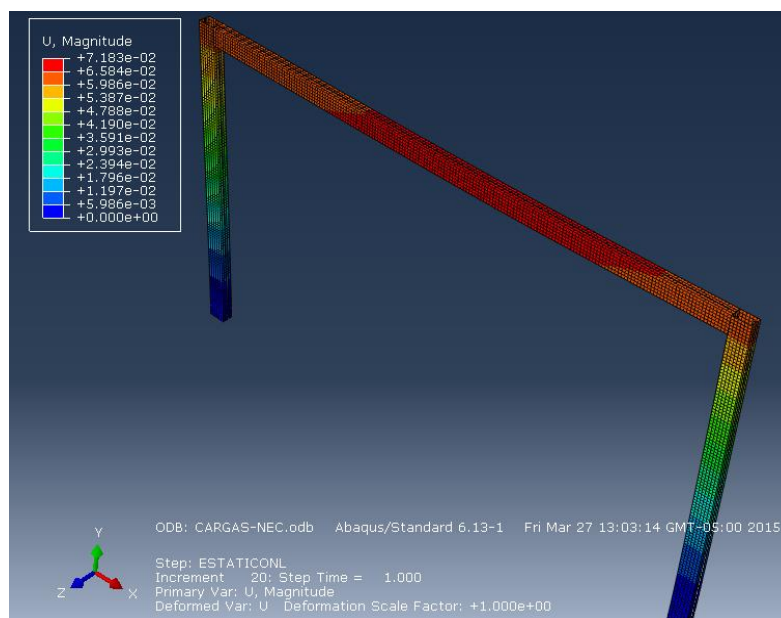 U, Magnitude
+7.183e-02
+6.584e-02
+5.986e-02
+5.387e-02
+4.788e-02
+4.190e-02
+3.591e-02
+2.993e-02
+2.394e-02
+1.796e-02
+1.197e-02
+5.986e-03
+0.000e+00
ODB: CARGAS-NEC.odb Abaqus/Standard 6.13-1 Fri Mar 27 13:03:14 GMT-05:00 2015
Y
Z
X
Step: ESTATICONL
Increment 20: Step Time = 1.000
Primary Var: U, Magnitude
Deformed Var: U Deformation Scale Factor: +1.000e+00